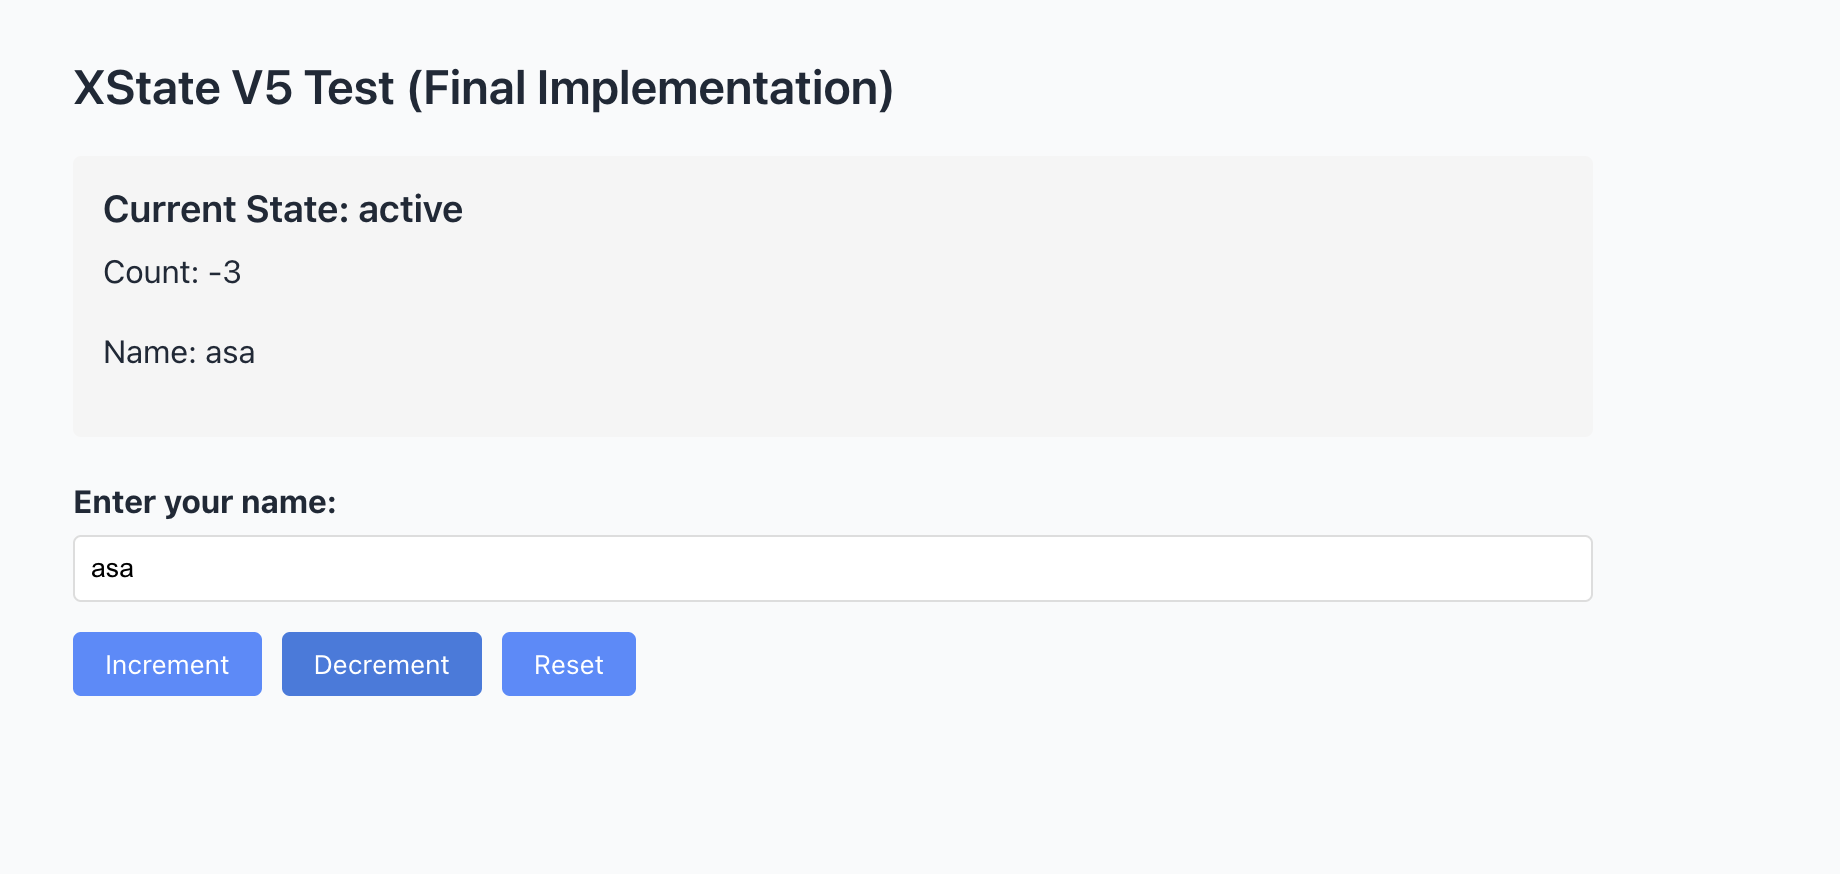 XState V5 Test (Final Implementation)
Current State: active
Count: -3
Name: asa
Enter your name:
asa
Increment
Decrement
Reset